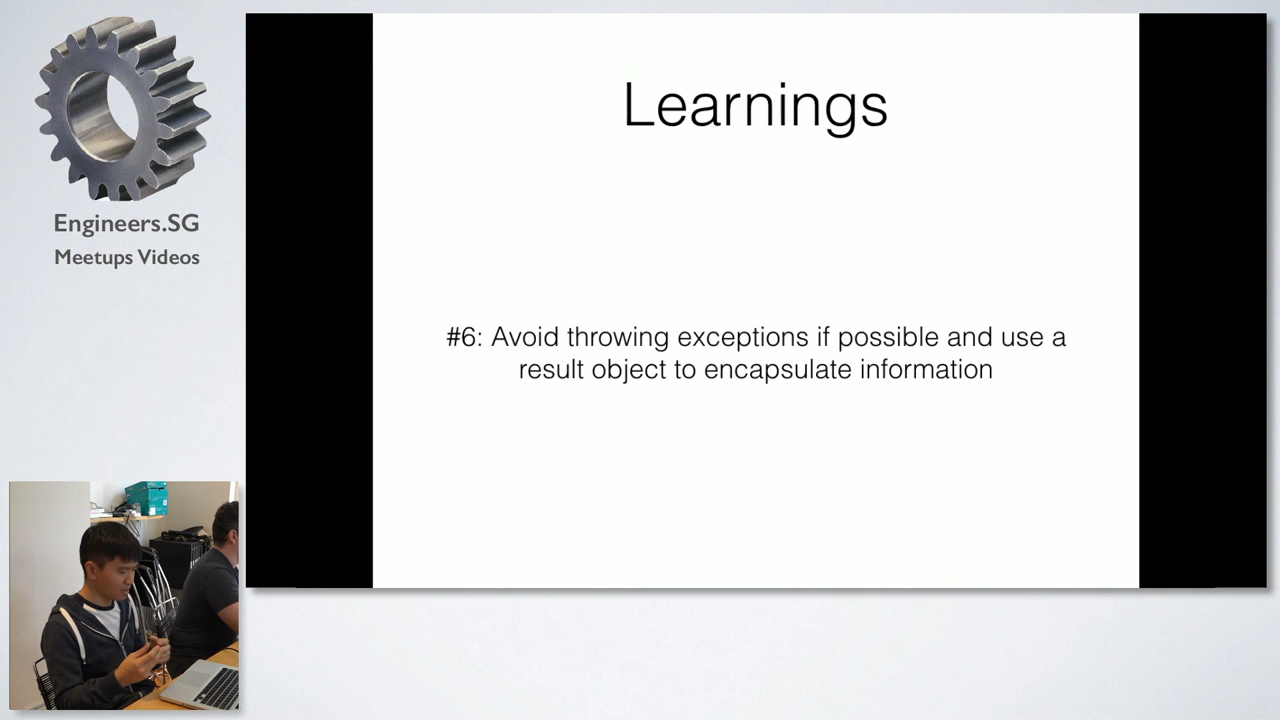 Engineers.SG
Meetups Videos
Learnings
#6: Avoid throwing exceptions if possible and use a
result object to encapsulate information